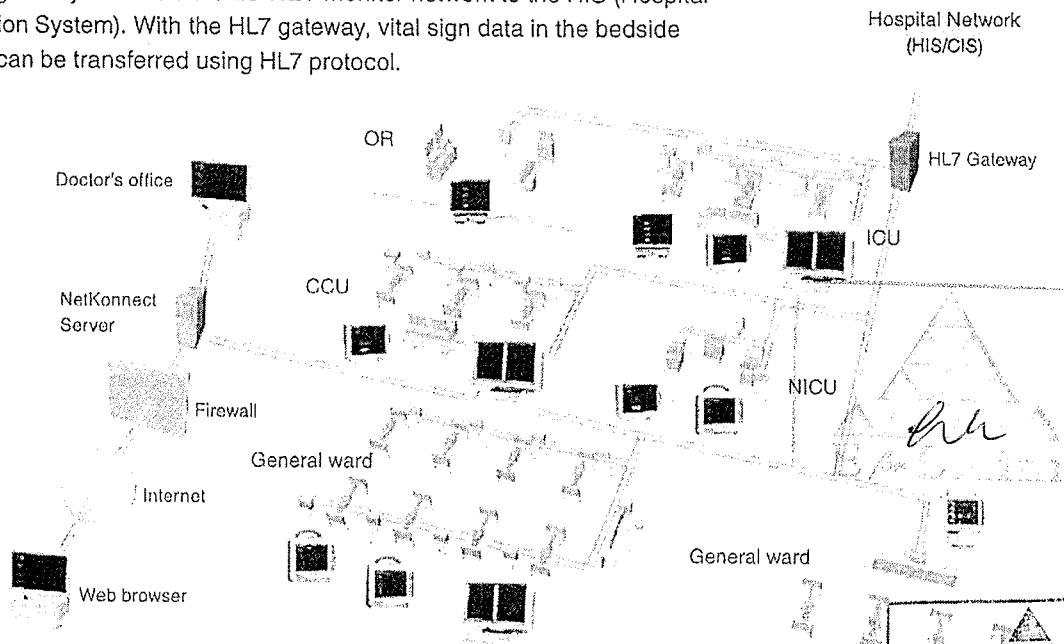 ion System). With the HL7 gateway, vital sign data in the bedside
can be transferred using HL7 protocol.
Hospital Network
(HIS/CIS)
OR
HL7 Gateway
Doctor's office
ICU
CCU
NetKonnect
Server
NICU
Firewall
General ward
Internet
General ward
Web browser